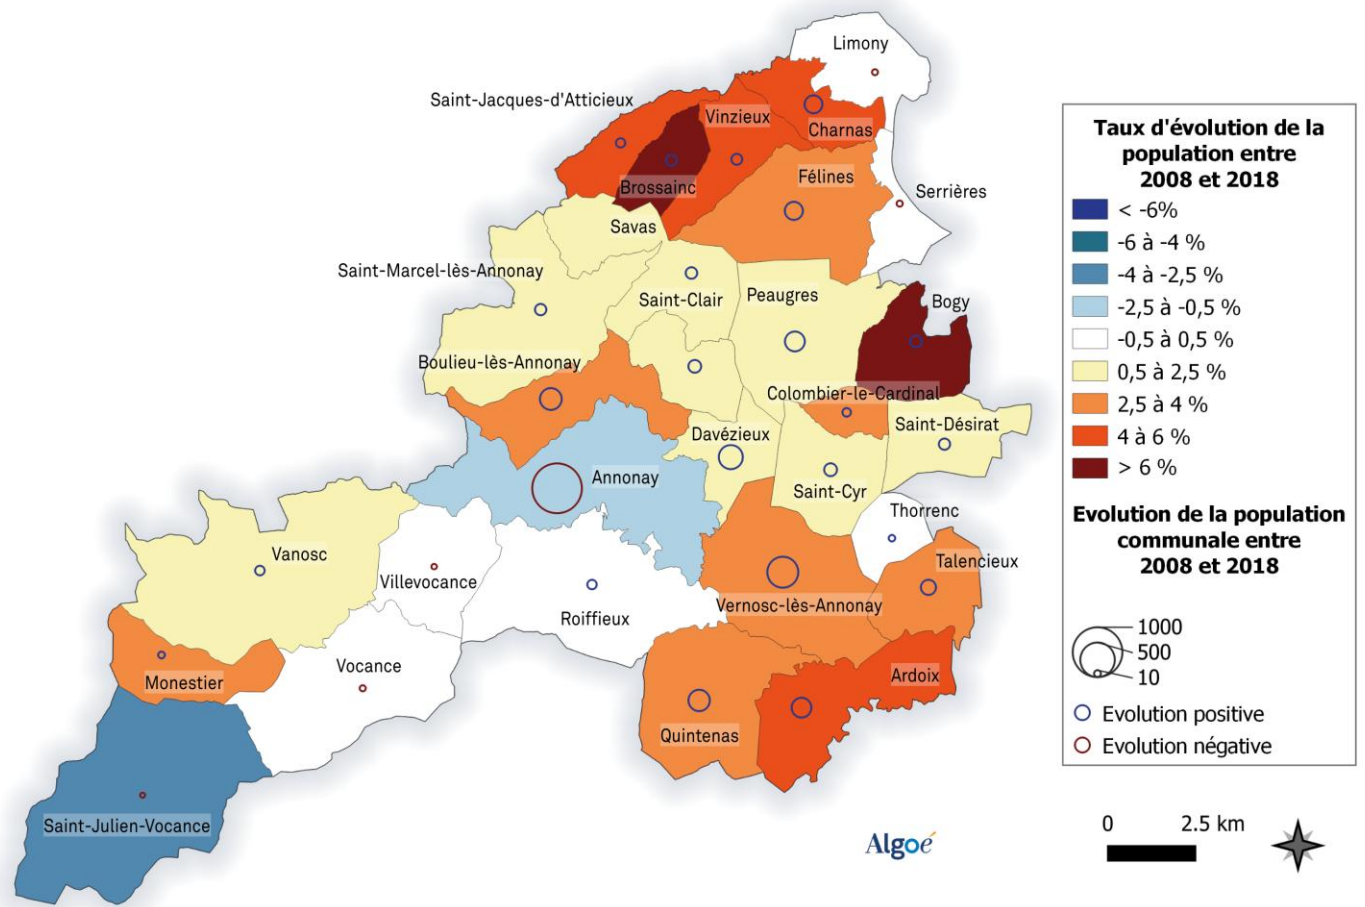 Limony
Saint-Jacques-d'Atticieux
Vinzieux
Charnas
Félines
Brossainc
Serrières
Savas
Saint-Marcel-lès-Annonay
Saint-Clair
Peaugres
Bogy
Boulieu-lès-Annonay
Colombier-le-Cardinal
Saint-Désirat
Davézieux
Annonay
Saint-Cyr
Thorrenc
Vanosc
Villevocance
Talencieux
Vernosc-lès-Annonay
Roiffieux
Vocance
Monestier
Ardoix
Quintenas
Saint-Julien-Vocance
Taux d'évolution de la
population entre
2008 et 2018
< -6%
-6 à -4 %
-4 à -2,5 %
-2,5 à -0,5 %
-0,5 à 0,5 %
0,5 à 2,5 %
2,5 à 4 %
4 à 6 %
> 6 %
Evolution de la population
communale entre
2008 et 2018
1000
500
10
Evolution positive
Evolution négative
0 2.5 km
Algoé